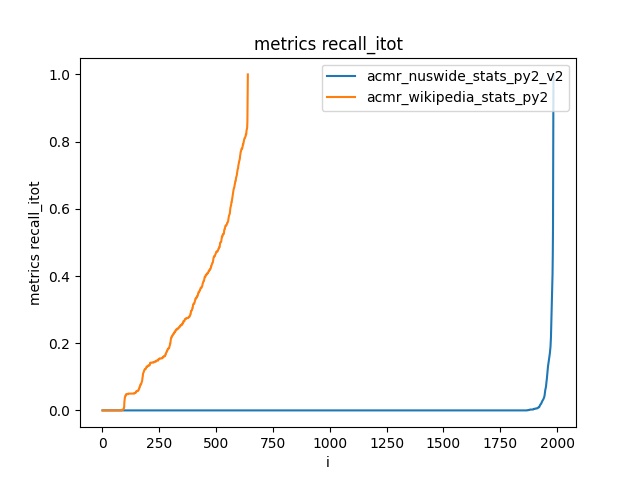 metrics recall_itot
acmr_nuswide_stats_py2_v2
acmr_wikipedia_stats_py2
metrics recall_itot
1.0
0.8
0.6
0.4
0.2
0.0
0 250 500 750 1000 1250 1500 1750 2000
i